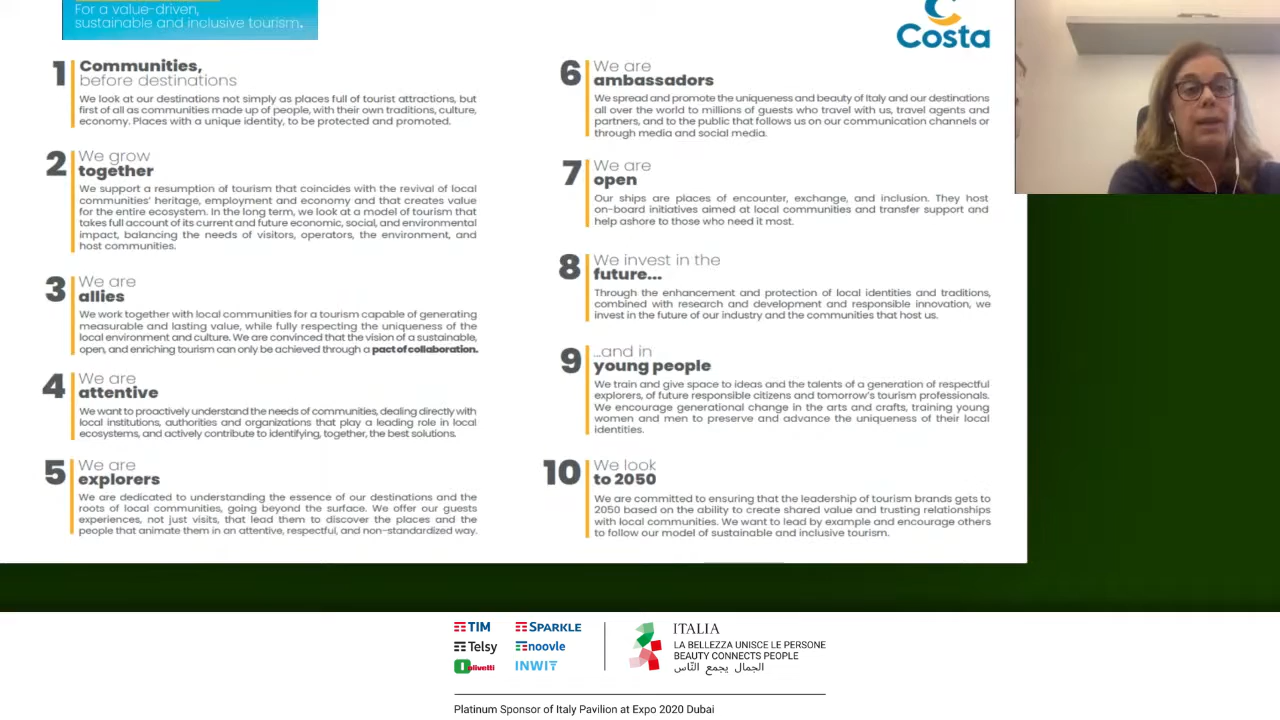 For a value-driven,
sustainable and inclusive tourism.
Costa
1
Communities,
before destinations
We look at our destinations not simply as places full of tourist attractions, but
first of all as communities made up of people, with their own traditions, culture,
economy. Places with a unique identity, to be protected and promoted.
2
We grow
together
We support a resumption of tourism that coincides with the revival of local
communities' heritage, employment and economy and that creates value
for the entire ecosystem. In the long term, we look at a model of tourism that
takes full account of its current and future economic, social, and environmental
impact, balancing the needs of visitors, operators, the environment, and
host communities.
3
We are
allies
We work together with local communities for a tourism capable of generating
measurable and lasting value, while fully respecting the uniqueness of the
local environment and culture. We are convinced that the vision of a sustainable,
open, and enriching tourism can only be achieved through a pact of collaboration.
4
We are
attentive
We want to proactively understand the needs of communities, dealing directly with
local institutions, authorities and organizations that play a leading role in local
ecosystems, and actively contribute to identifying, together, the best solutions.
5
We are
explorers
We are dedicated to understanding the essence of our destinations and the
roots of local communities, going beyond the surface. We offer our guests
experiences, not just visits, that lead them to discover the places and the
people that animate them in an attentive, respectful, and non-standardized way.
6
We are
ambassadors
We spread and promote the uniqueness and beauty of Italy and our destinations
all over the world to millions of guests who travel with us, travel agents and
partners, and to the public that follows us on our communication channels or
through media and social media.
7
We are
open
Our ships are places of encounter, exchange, and inclusion. They host
on-board initiatives aimed at local communities and transfer support and
help ashore to those who need it most.
8
We invest in the
future...
Through the enhancement and protection of local identities and traditions,
combined with research and development and responsible innovation, we
invest in the future of our industry and the communities that host us.
9
...and in
young people
We train and give space to ideas and the talents of a generation of respectful
explorers, of future responsible citizens and tomorrow's tourism professionals.
We encourage generational change in the arts and crafts, training young
women and men to preserve and advance the uniqueness of their local
identities.
10
We look
to 2050
We are committed to ensuring that the leadership of tourism brands gets to
2050 based on the ability to create shared value and trusting relationships
with local communities. We want to lead by example and encourage others
to follow our model of sustainable and inclusive tourism.
TIM
SPARKLE
Telsy
noovle
olivetti
INWIT
ITALIA
LA BELLEZZA UNISCE LE PERSONE
BEAUTY CONNECTS PEOPLE
الجمال يجمع النّاس
Platinum Sponsor of Italy Pavilion at Expo 2020 Dubai